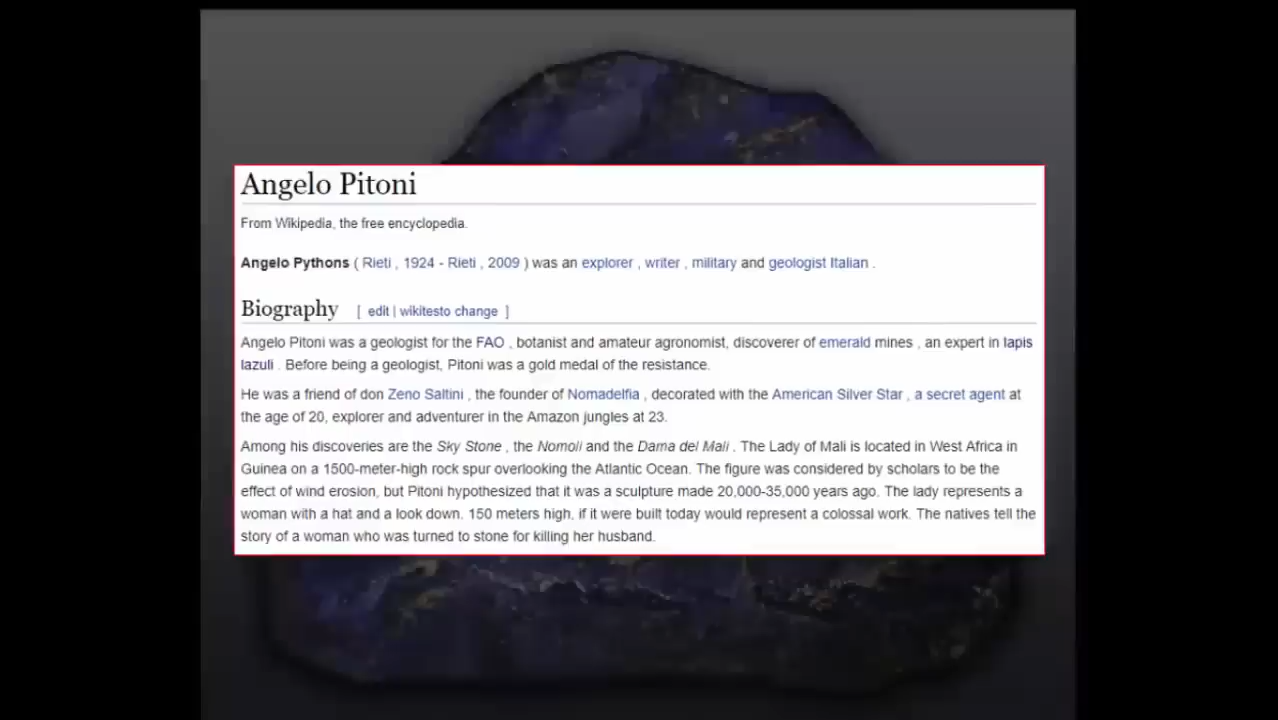 Angelo Pitoni
From Wikipedia, the free encyclopedia.
Angelo Pythons ( Rieti , 1924 - Rieti , 2009 ) was an explorer , writer , military and geologist Italian .
Biography [ edit | wikitesto change ]
Angelo Pitoni was a geologist for the FAO , botanist and amateur agronomist, discoverer of emerald mines , an expert in lapis
lazuli . Before being a geologist, Pitoni was a gold medal of the resistance.
He was a friend of don Zeno Saltini , the founder of Nomadelfia , decorated with the American Silver Star , a secret agent at
the age of 20, explorer and adventurer in the Amazon jungles at 23.
Among his discoveries are the Sky Stone , the Nomoli and the Dama del Mali . The Lady of Mali is located in West Africa in
Guinea on a 1500-meter-high rock spur overlooking the Atlantic Ocean. The figure was considered by scholars to be the
effect of wind erosion, but Pitoni hypothesized that it was a sculpture made 20,000-35,000 years ago. The lady represents a
woman with a hat and a look down. 150 meters high, if it were built today would represent a colossal work. The natives tell the
story of a woman who was turned to stone for killing her husband.